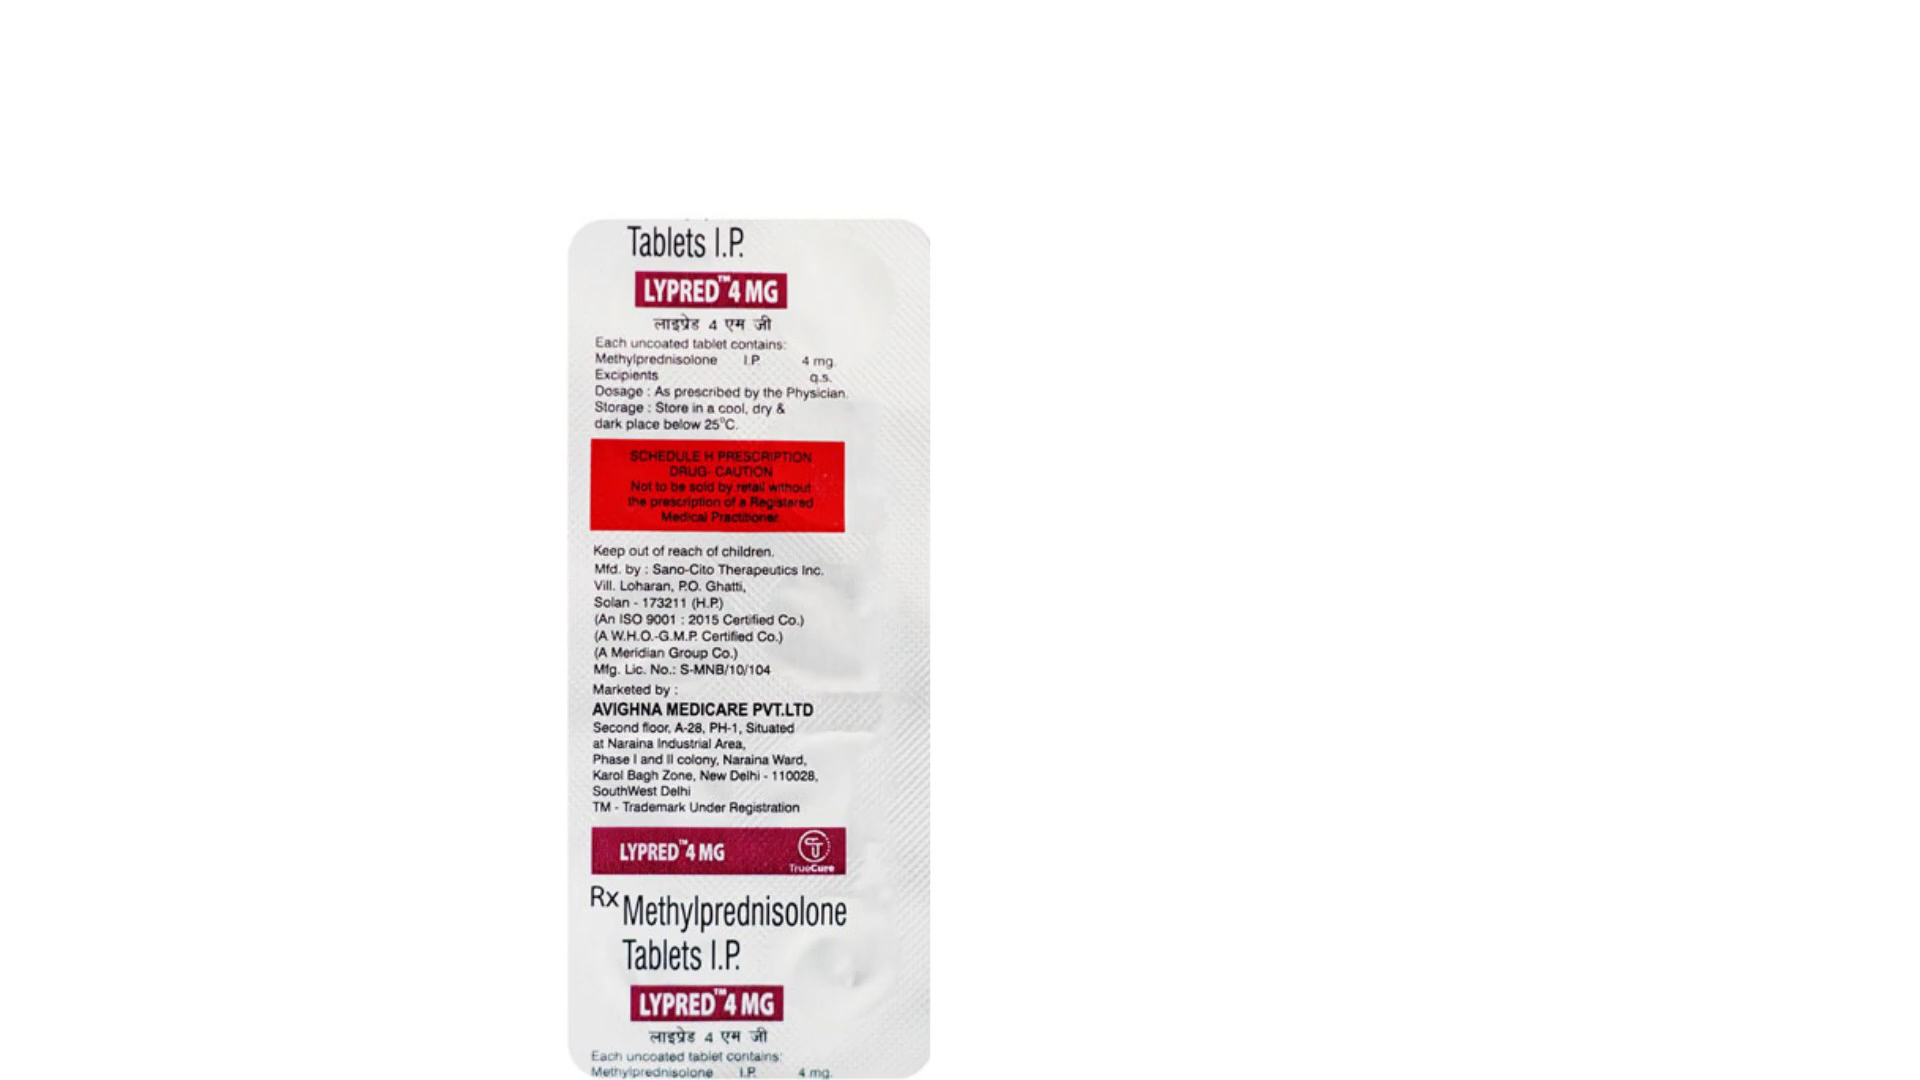 Tablets I.P.
LYPRED™ 4 MG
लाइप्रेड 4 एम जी
Each uncoated tablet contains:
Methylprednisolone I.P. 4 mg.
Excipients q.s.
Dosage : As prescribed by the Physician.
Storage : Store in a cool, dry &
dark place below 25°C.
SCHEDULE H PRESCRIPTION
DRUG- CAUTION
Not to be sold by retail without
the prescription of a Registered
Medical Practitioner.
Keep out of reach of children.
Mfd. by : Sano-Cito Therapeutics Inc.
Vill. Loharan, P.O. Ghatti,
Solan - 173211 (H.P.)
(An ISO 9001 : 2015 Certified Co.)
(A W.H.O.-G.M.P. Certified Co.)
(A Meridian Group Co.)
Mfg. Lic. No.: S-MNB/10/104
Marketed by :
AVIGHNA MEDICARE PVT.LTD
Second floor, A-28, PH-1, Situated
at Naraina Industrial Area,
Phase I and II colony, Naraina Ward,
Karol Bagh Zone, New Delhi - 110028,
SouthWest Delhi
TM - Trademark Under Registration
LYPRED™ 4 MG
TrueCure
Rx Methylprednisolone
Tablets I.P.
LYPRED™ 4 MG
लाइप्रेड 4 एम जी
Each uncoated tablet contains:
Methylprednisolone I.P. 4 mg.